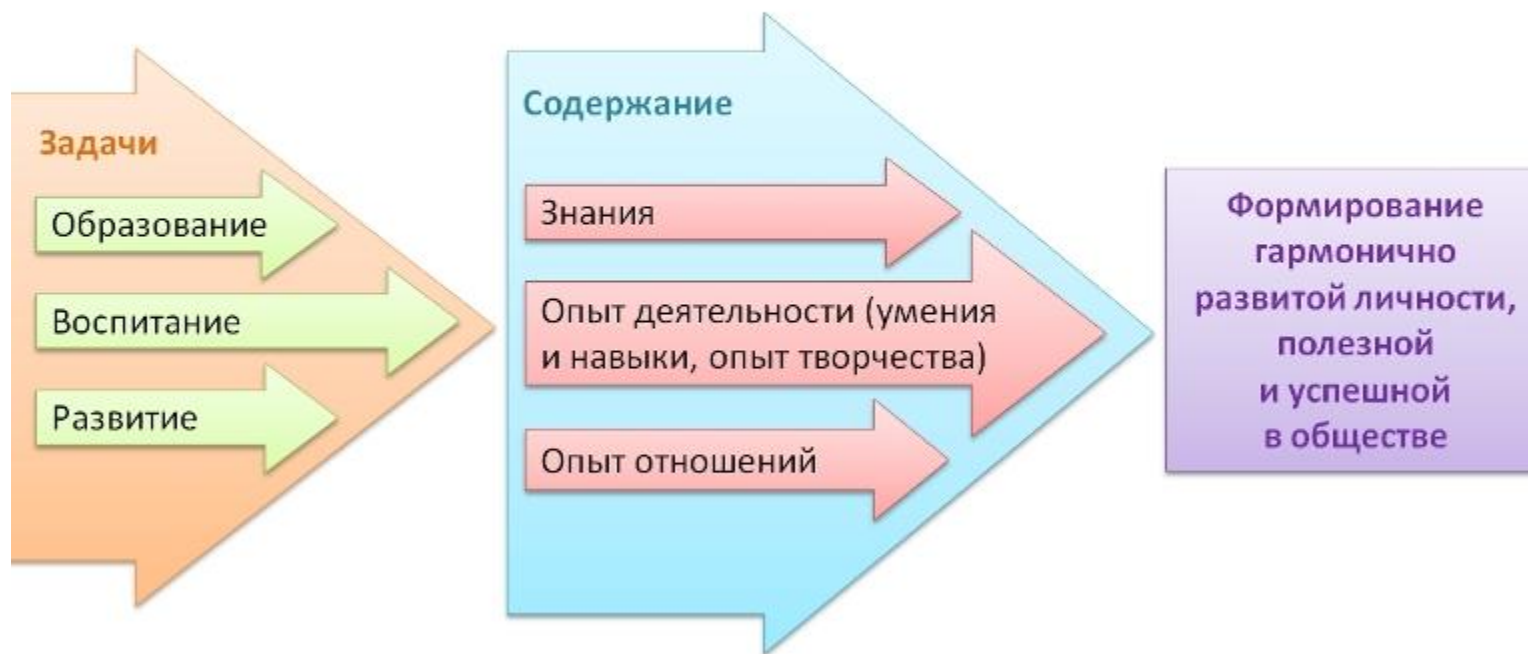 Задачи
Образование
Воспитание
Развитие
Содержание
Знания
Опыт деятельности (умения
и навыки, опыт творчества)
Опыт отношений
Формирование
гармонично
развитой личности,
полезной
и успешной
в обществе